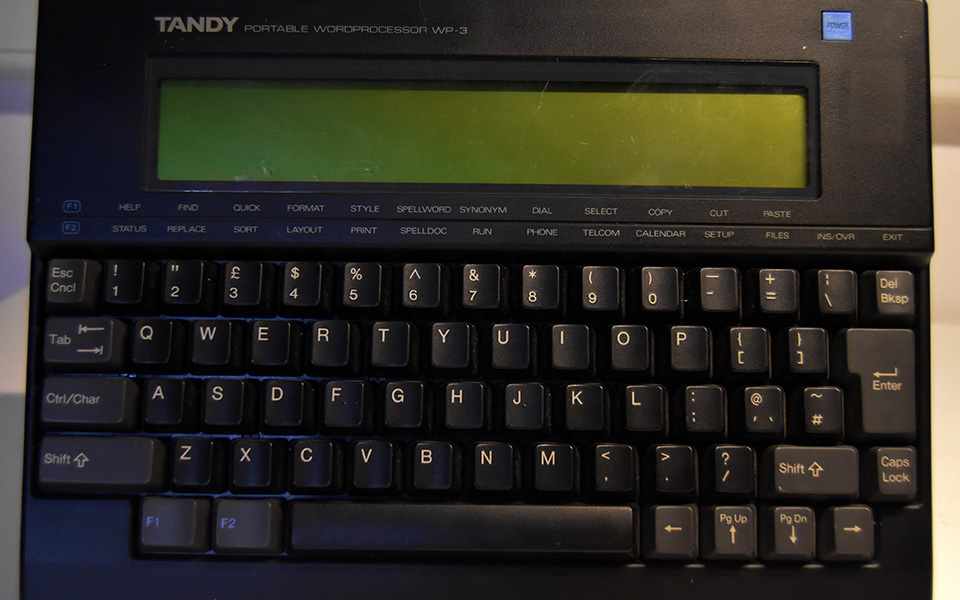 TANDY PORTABLE WORDPROCESSOR WP-3
POWER
F1 HELP FIND QUICK FORMAT STYLE SPELLWORD SYNONYM DIAL SELECT COPY CUT PASTE
F2 STATUS REPLACE SORT LAYOUT PRINT SPELLDOC RUN PHONE TELCOM CALENDAR SETUP FILES INS/OVR EXIT
Esc ! " £ $ % ^ & * ( ) — + ¦ Del
Cncl 1 2 3 4 5 6 7 8 9 0 - = \ Bksp
Tab Q W E R T Y U I O P { }
[ ]
Enter
Ctrl/Char A S D F G H J K L : @ ~
; ' #
Shift Z X C V B N M < > ? Shift Caps
, . / Lock
F1 F2 ← Pg Up Pg Dn →
↑ ↓